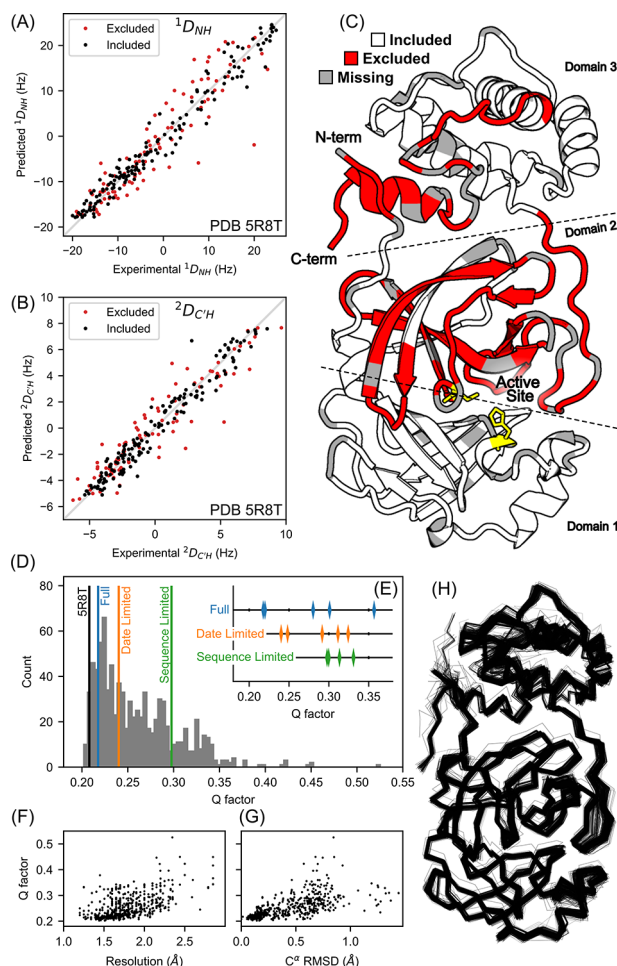 (A)
¹D_NH
Excluded
Included
Predicted ¹D_NH (Hz)
20
10
0
−10
−20
PDB 5R8T
−20 −10 0 10 20
Experimental ¹D_NH (Hz)
(B)
²D_C'H
Excluded
Included
Predicted ²D_C'H (Hz)
8
6
4
2
0
−2
−4
−6
PDB 5R8T
−5 0 5 10
Experimental ²D_C'H (Hz)
(C)
Included
Excluded
Missing
Domain 3
N-term
Domain 2
C-term
Active
Site
Domain 1
(D)
Count
80
60
40
20
0
5R8T
Full
Date Limited
Sequence Limited
0.20 0.25 0.30 0.35 0.40 0.45 0.50 0.55
Q factor
(E)
Full
Date Limited
Sequence Limited
0.20 0.25 0.30 0.35
Q factor
(F)
Q factor
0.5
0.4
0.3
0.2
1.0 1.5 2.0 2.5 3.0
Resolution (Å)
(G)
0.0 0.5 1.0
Cᵅ RMSD (Å)
(H)